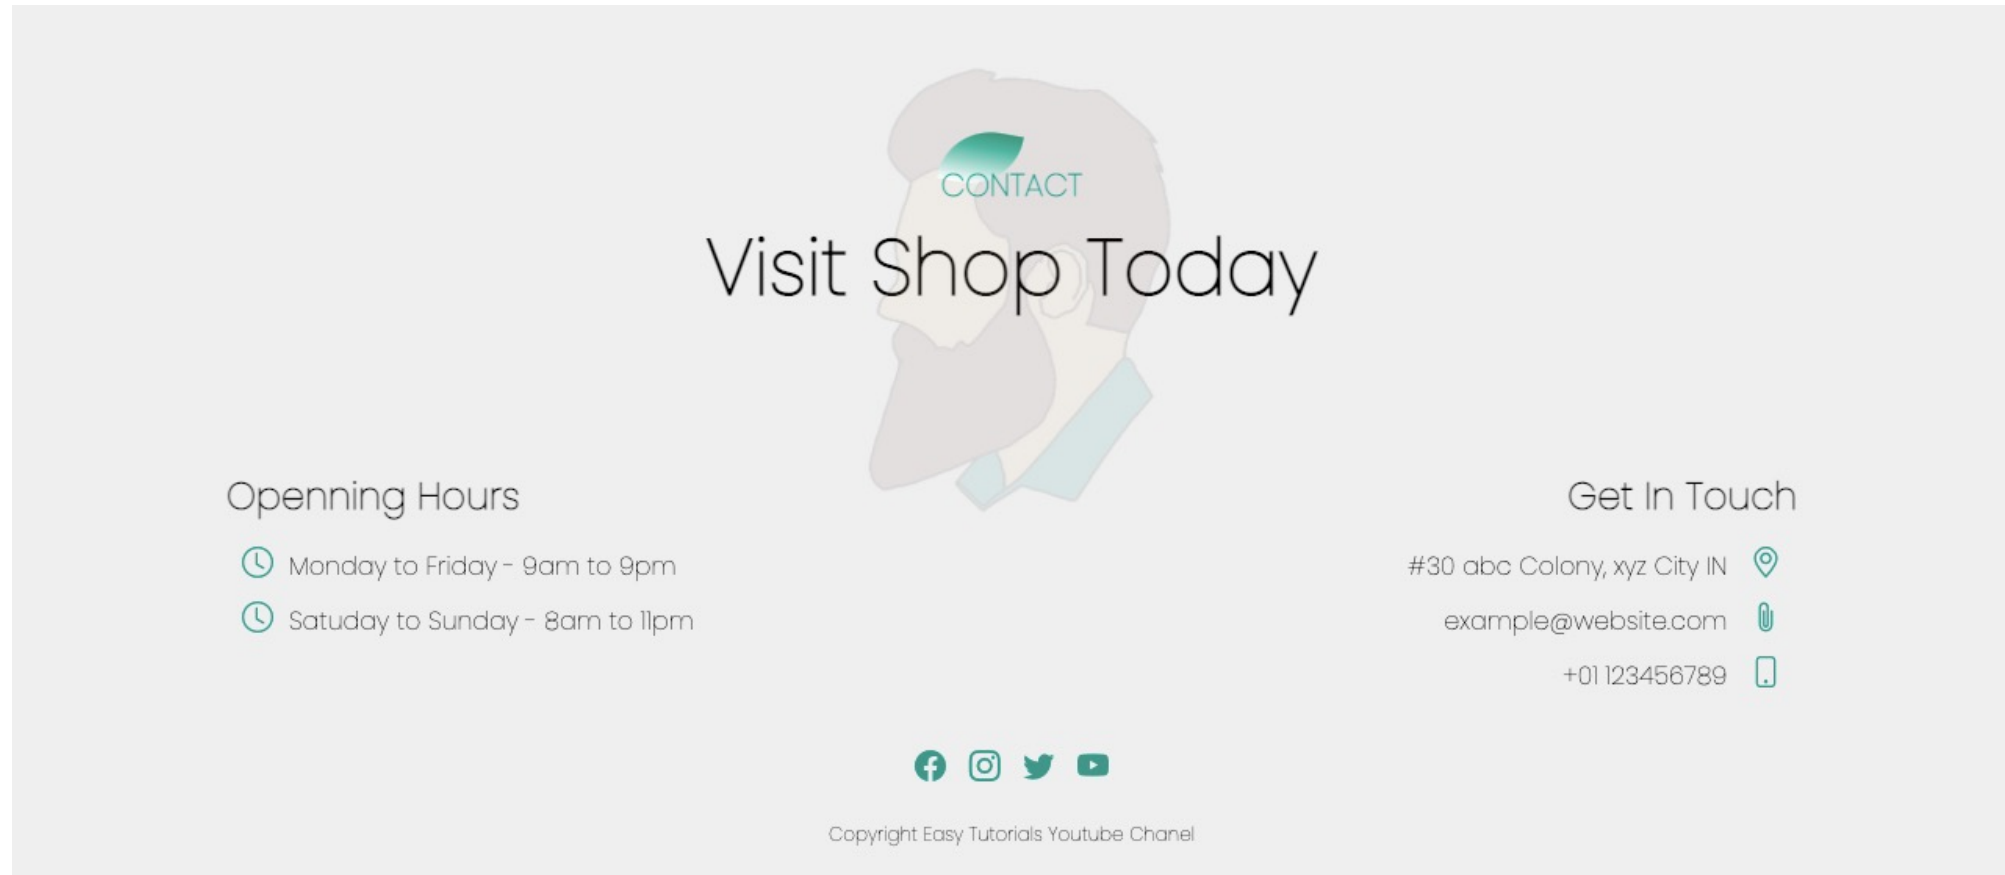 CONTACT
Visit Shop Today
Openning Hours
Monday to Friday - 9am to 9pm
Satuday to Sunday - 8am to 11pm
Get In Touch
#30 abc Colony, xyz City IN
example@website.com
+01 123456789
Copyright Easy Tutorials Youtube Chanel